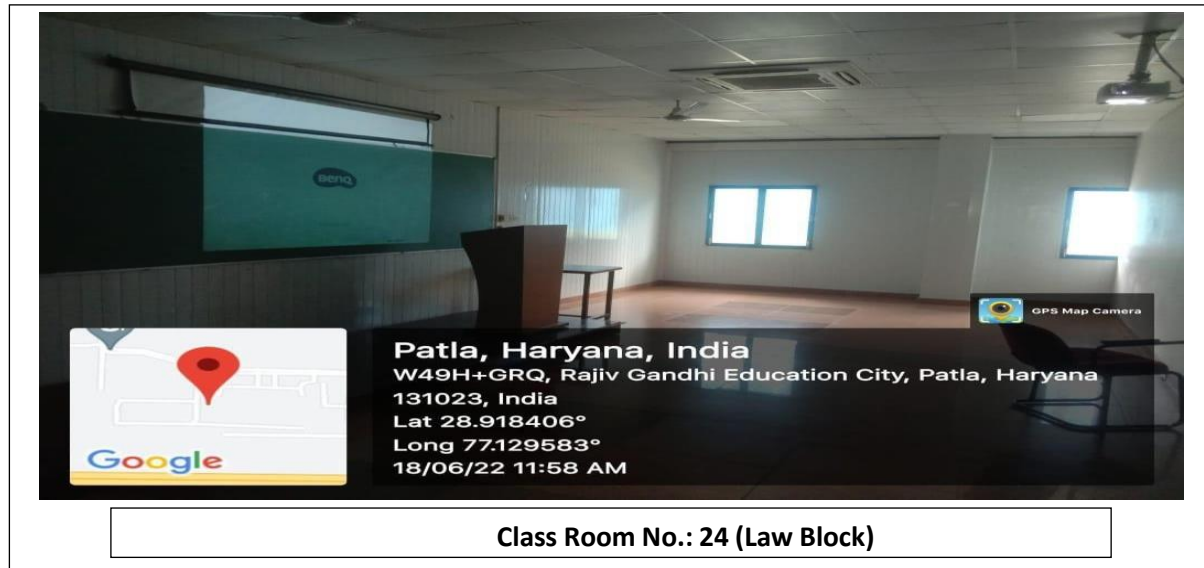 BenQ
GPS Map Camera
Patla, Haryana, India
W49H+GRQ, Rajiv Gandhi Education City, Patla, Haryana
131023, India
Lat 28.918406°
Long 77.129583°
18/06/22 11:58 AM
Google
Class Room No.: 24 (Law Block)